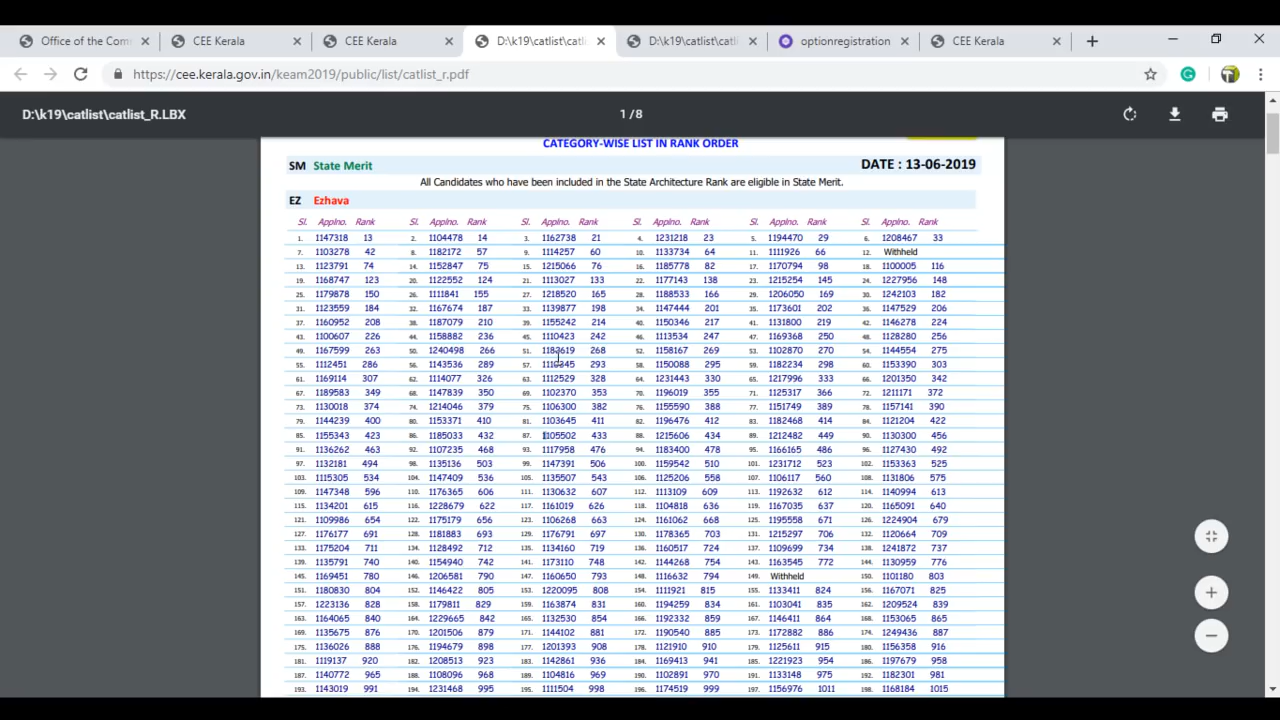 Office of the Com
CEE Kerala
CEE Kerala
D:\k19\catlist\catl
D:\k19\catlist\catl
optionregistration
CEE Kerala
https://cee.kerala.gov.in/keam2019/public/list/catlist_r.pdf
D:\k19\catlist\catlist_R.LBX
1 / 8
CATEGORY-WISE LIST IN RANK ORDER
SM State Merit DATE : 13-06-2019
All Candidates who have been included in the State Architecture Rank are eligible in State Merit.
EZ Ezhava
Sl. Applno. Rank Sl. Applno. Rank Sl. Applno. Rank Sl. Applno. Rank Sl. Applno. Rank Sl. Applno. Rank
1. 1147318 13 2. 1104478 14 3. 1162738 21 4. 1231218 23 5. 1194470 29 6. 1208467 33
7. 1103278 42 8. 1182172 57 9. 1114257 60 10. 1133734 64 11. 1111926 66 12. Withheld
13. 1123791 74 14. 1152847 75 15. 1215066 76 16. 1185778 82 17. 1170794 98 18. 1100005 116
19. 1168747 123 20. 1122552 124 21. 1113027 133 22. 1177143 138 23. 1215254 145 24. 1227956 148
25. 1179878 150 26. 1111841 155 27. 1218520 165 28. 1188533 166 29. 1206050 169 30. 1242103 182
31. 1123559 184 32. 1167674 187 33. 1139877 198 34. 1147444 201 35. 1173601 202 36. 1147529 206
37. 1160952 208 38. 1187079 210 39. 1155242 214 40. 1150346 217 41. 1131800 219 42. 1146278 224
43. 1100607 226 44. 1158882 236 45. 1110423 242 46. 1113534 247 47. 1169368 250 48. 1128280 256
49. 1167599 263 50. 1240498 266 51. 1183619 268 52. 1158167 269 53. 1102870 270 54. 1144554 275
55. 1112451 286 56. 1143536 289 57. 293 58. 1150088 295 59. 1182234 298 60. 1153390 303
61. 1169114 307 62. 1114077 326 63. 1112529 328 64. 1231443 330 65. 1217996 333 66. 1201350 342
67. 1189583 349 68. 1147839 350 69. 1102370 353 70. 1196019 355 71. 1125317 366 72. 1211171 372
73. 1130018 374 74. 1214046 379 75. 1106300 382 76. 1155590 388 77. 1151749 389 78. 1157141 390
79. 1144239 400 80. 1153371 410 81. 1103645 411 82. 1196476 412 83. 1182468 414 84. 1121204 422
85. 1155343 423 86. 1185033 432 87. 1105502 433 88. 1215606 434 89. 1212482 449 90. 1130300 456
91. 1136262 463 92. 1107235 468 93. 1117958 476 94. 1183400 484 95. 1166165 486 96. 1127430 492
97. 1132181 494 98. 1135136 503 99. 1147391 506 100. 1159542 510 101. 1231712 523 102. 1153363 525
103. 1115305 534 104. 1147409 536 105. 1135507 543 106. 1125206 558 107. 1106117 560 108. 1131806 575
109. 1147348 596 110. 1176365 606 111. 1130632 607 112. 1113109 609 113. 1192632 612 114. 1140994 613
115. 1134201 615 116. 1228679 622 117. 1161019 626 118. 1104818 636 119. 1167035 637 120. 1165091 640
121. 1109986 654 122. 1175179 656 123. 1106268 663 124. 1161062 668 125. 1195558 671 126. 1224904 679
127. 1176177 691 128. 1181883 693 129. 1176791 697 130. 1178365 703 131. 1215297 706 132. 1120664 709
133. 1175204 711 134. 1128492 712 135. 1134160 719 136. 1160517 724 137. 1109699 734 138. 1241872 737
139. 1135791 740 140. 1154940 742 141. 1173110 748 142. 1144268 754 143. 1163545 772 144. 1130959 776
145. 1169451 780 146. 1206581 790 147. 1160650 793 148. 1116632 794 149. Withheld 150. 1101180 803
151. 1180830 804 152. 1146422 805 153. 1220095 808 154. 1111921 815 155. 1133411 824 156. 1167071 825
157. 1223136 828 158. 1179811 829 159. 1163874 831 160. 1194259 834 161. 1103041 835 162. 1209524 839
163. 1164065 840 164. 1229665 842 165. 1132530 854 166. 1192332 859 167. 1146411 864 168. 1153065 865
169. 1135675 876 170. 1201506 879 171. 1144102 881 172. 1190540 885 173. 1172882 886 174. 1249436 887
175. 1136026 888 176. 1194679 898 177. 1201393 908 178. 1121910 910 179. 1125611 915 180. 1156358 916
181. 1119137 920 182. 1208513 923 183. 1142861 936 184. 1169413 941 185. 1221923 954 186. 1197679 958
187. 1140772 965 188. 1108096 968 189. 1104816 969 190. 1102891 970 191. 1133148 975 192. 1182301 981
193. 1143019 991 194. 1231468 995 195. 1111504 998 196. 1174519 999 197. 1156976 1011 198. 1168184 1015